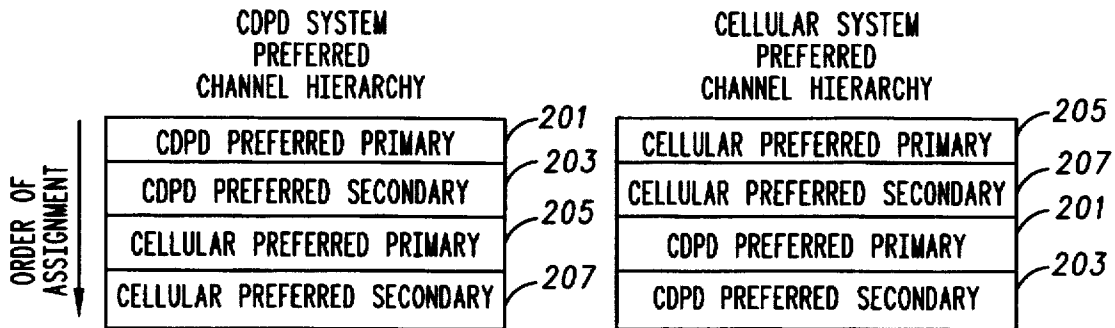 CDPD SYSTEM
PREFERRED
CHANNEL HIERARCHY
ORDER OF
ASSIGNMENT
CDPD PREFERRED PRIMARY
201
CDPD PREFERRED SECONDARY
203
CELLULAR PREFERRED PRIMARY
205
CELLULAR PREFERRED SECONDARY
207
CELLULAR SYSTEM
PREFERRED
CHANNEL HIERARCHY
CELLULAR PREFERRED PRIMARY
205
CELLULAR PREFERRED SECONDARY
207
CDPD PREFERRED PRIMARY
201
CDPD PREFERRED SECONDARY
203